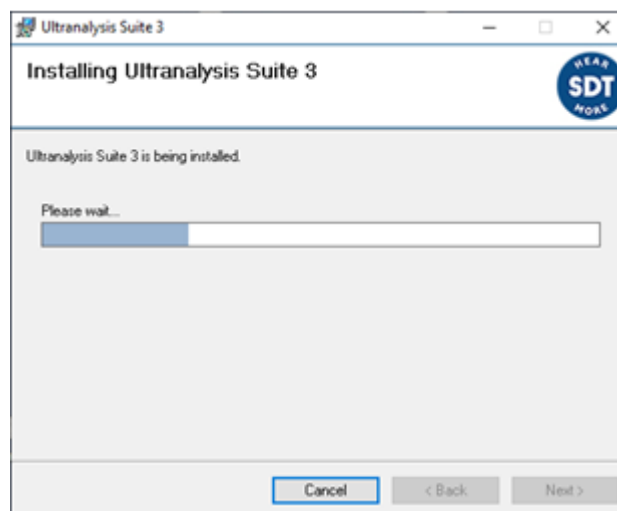 Ultranalysis Suite 3
Installing Ultranalysis Suite 3
HEAR
SDT
MORE
Ultranalysis Suite 3 is being installed.
Please wait...
Cancel
< Back
Next >